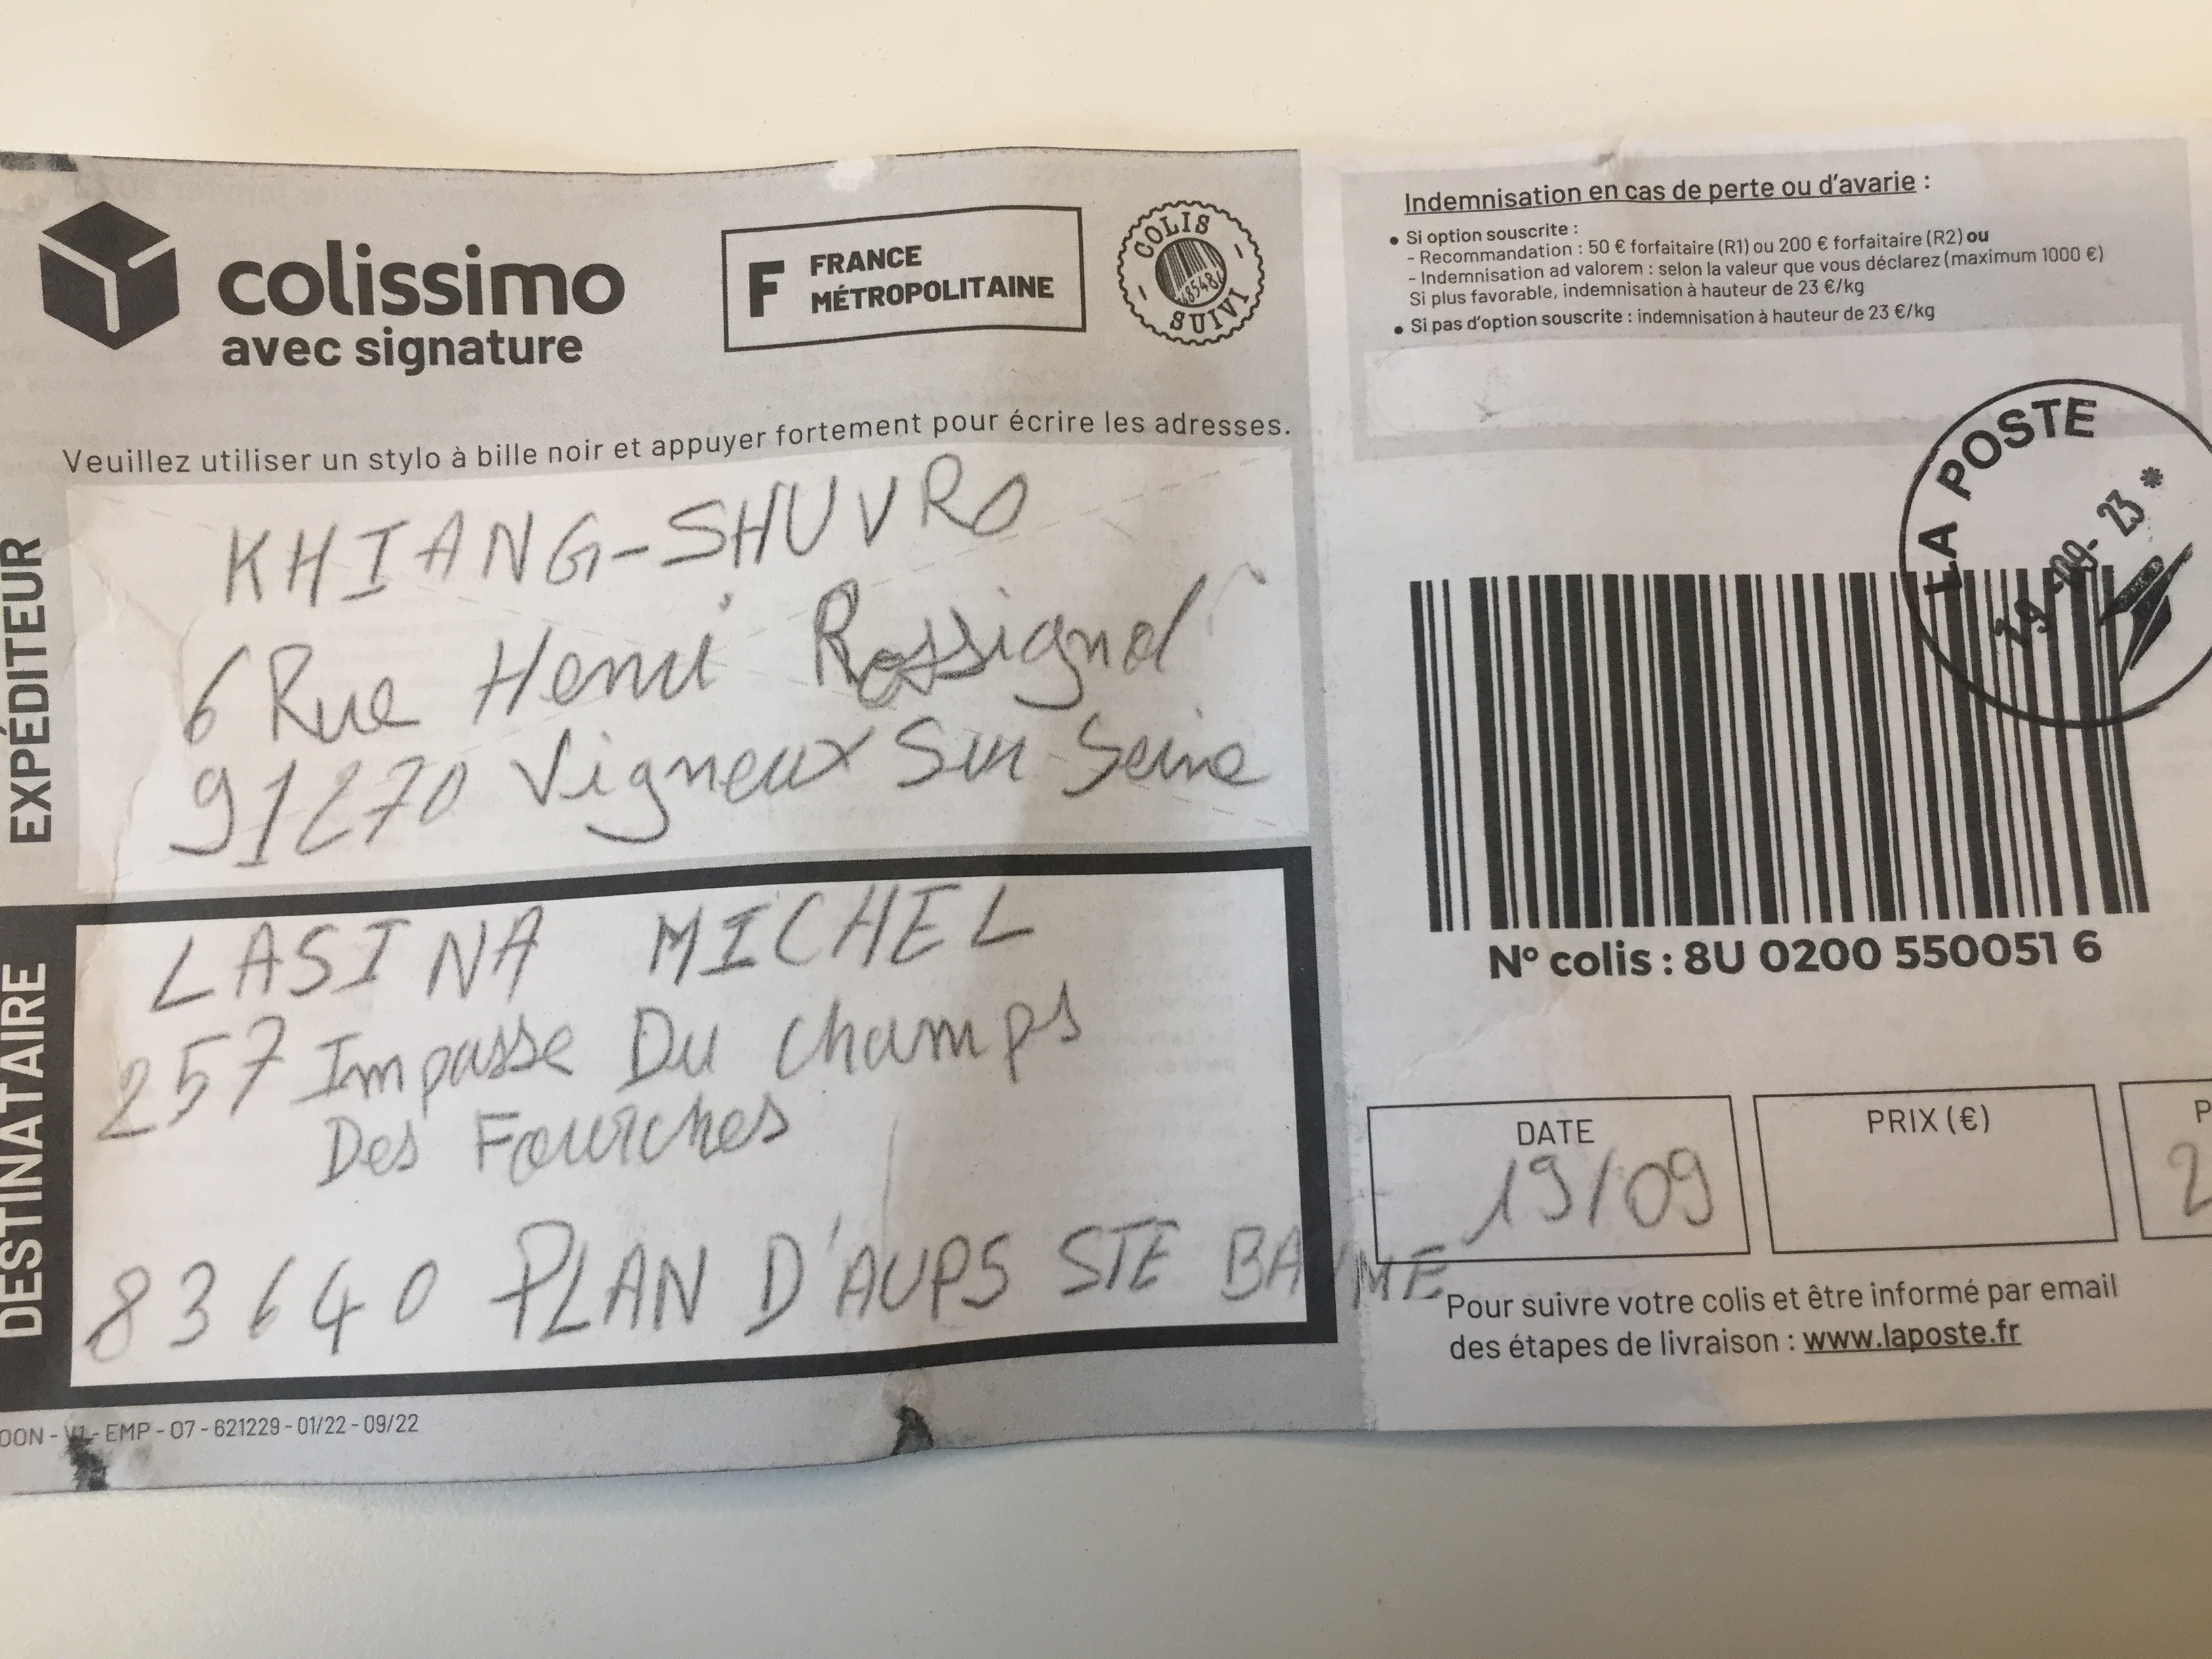 colissimo
avec signature
F FRANCE
MÉTROPOLITAINE
COLIS
SUIVI
Veuillez utiliser un stylo à bille noir et appuyer fortement pour écrire les adresses.
EXPÉDITEUR
KHIANG-SHUVRO
6 Rue Henri Rossignol
91270 Vigneux Sur Seine
DESTINATAIRE
LASINA MICHEL
257 Impasse Du Champs
Des Fourches
83640 PLAN D'AUPS STE BAUME
OON - V1 - EMP - 07 - 621229 - 01/22 - 09/22
Indemnisation en cas de perte ou d'avarie :
• Si option souscrite :
- Recommandation : 50 € forfaitaire (R1) ou 200 € forfaitaire (R2) ou
- Indemnisation ad valorem : selon la valeur que vous déclarez (maximum 1000 €)
Si plus favorable, indemnisation à hauteur de 23 €/kg
• Si pas d'option souscrite : indemnisation à hauteur de 23 €/kg
LA POSTE
-09- 23 *
N° colis : 8U 0200 550051 6
DATE
19/09
PRIX (€)
P
2
Pour suivre votre colis et être informé par email
des étapes de livraison : www.laposte.fr